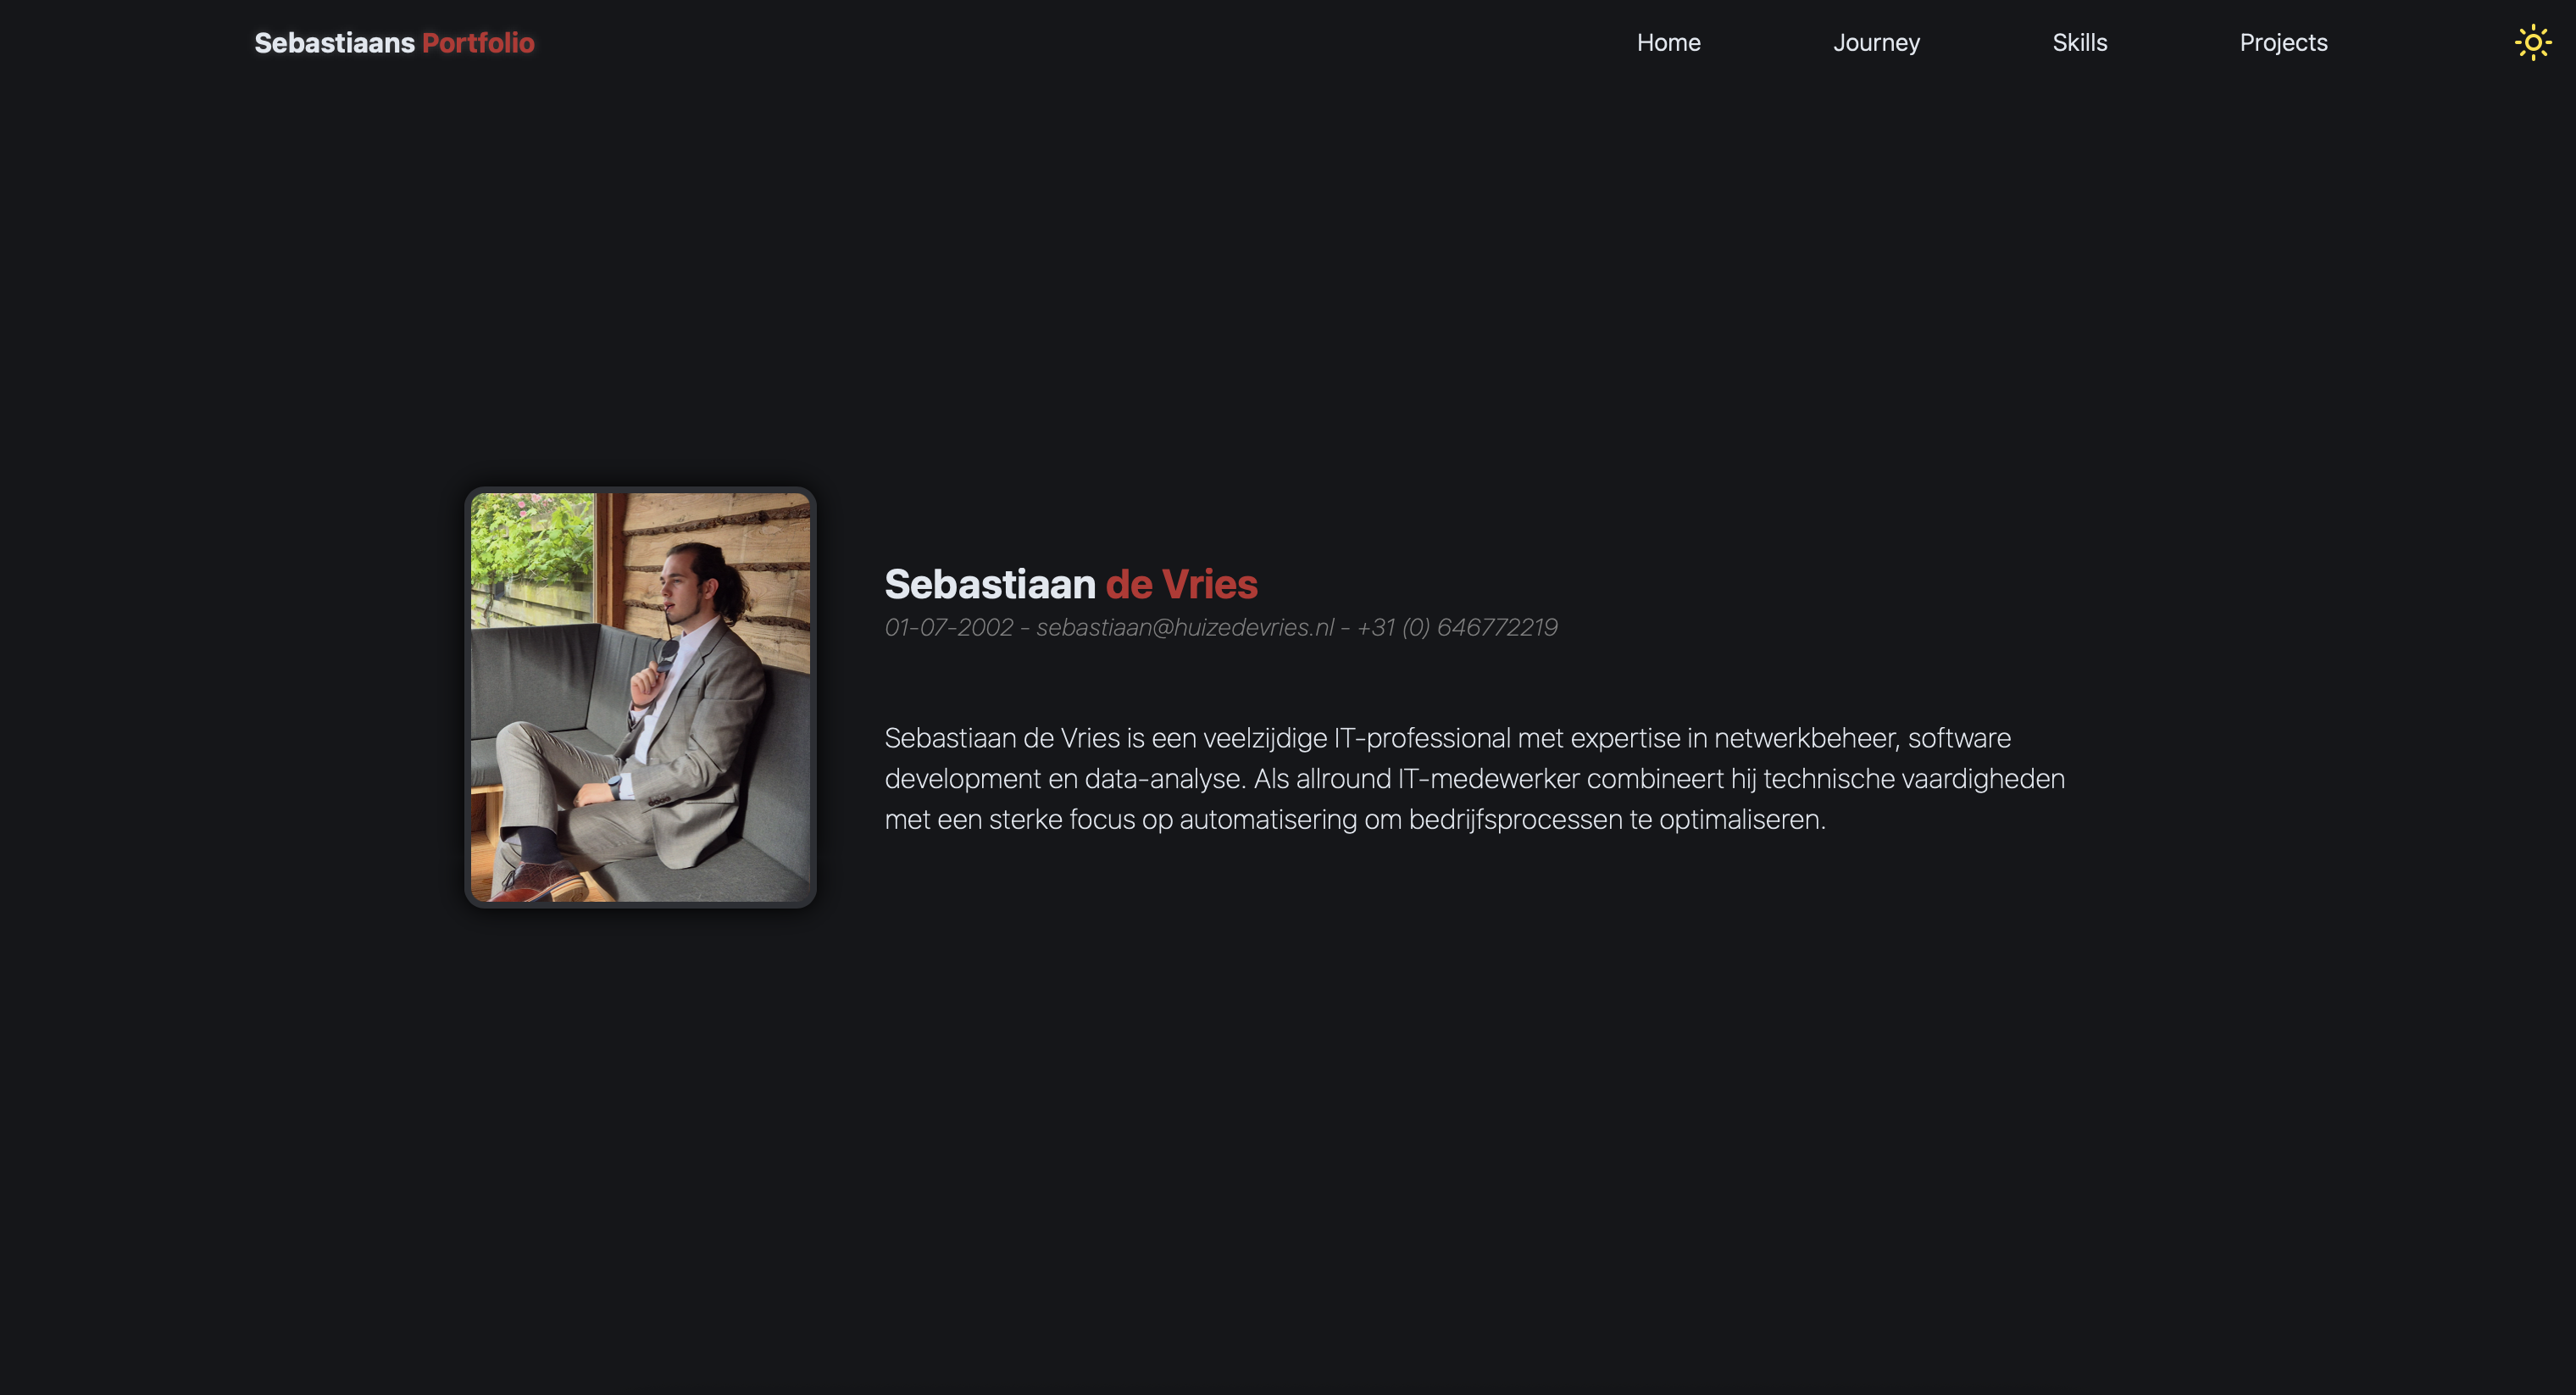 Sebastiaans Portfolio
Home
Journey
Skills
Projects
Sebastiaan de Vries
01-07-2002 - sebastiaan@huizedevries.nl - +31 (0) 646772219
Sebastiaan de Vries is een veelzijdige IT-professional met expertise in netwerkbeheer, software
development en data-analyse. Als allround IT-medewerker combineert hij technische vaardigheden
met een sterke focus op automatisering om bedrijfsprocessen te optimaliseren.